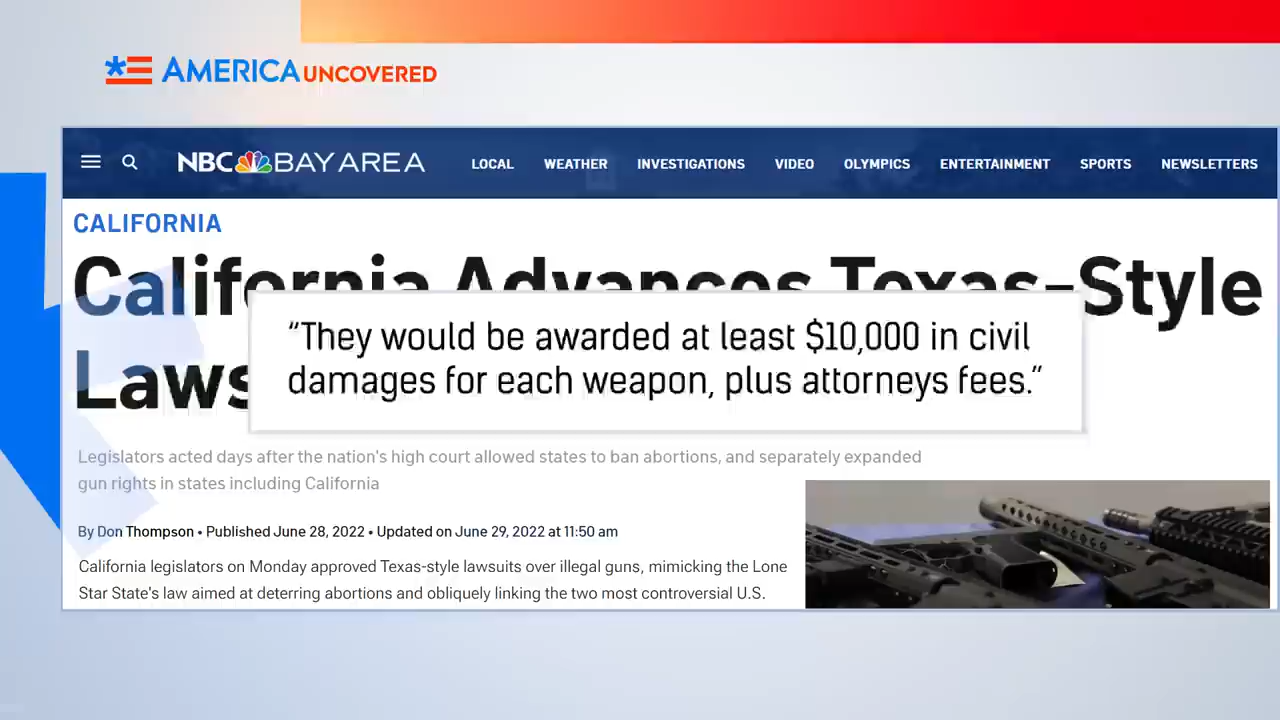 AMERICA UNCOVERED
NBC BAY AREA LOCAL WEATHER INVESTIGATIONS VIDEO OLYMPICS ENTERTAINMENT SPORTS NEWSLETTERS
CALIFORNIA
California Advances Texas-Style
“They would be awarded at least $10,000 in civil
damages for each weapon, plus attorneys fees.”
Legislators acted days after the nation's high court allowed states to ban abortions, and separately expanded
gun rights in states including California
By Don Thompson • Published June 28, 2022 • Updated on June 29, 2022 at 11:50 am
California legislators on Monday approved Texas-style lawsuits over illegal guns, mimicking the Lone
Star State's law aimed at deterring abortions and obliquely linking the two most controversial U.S.